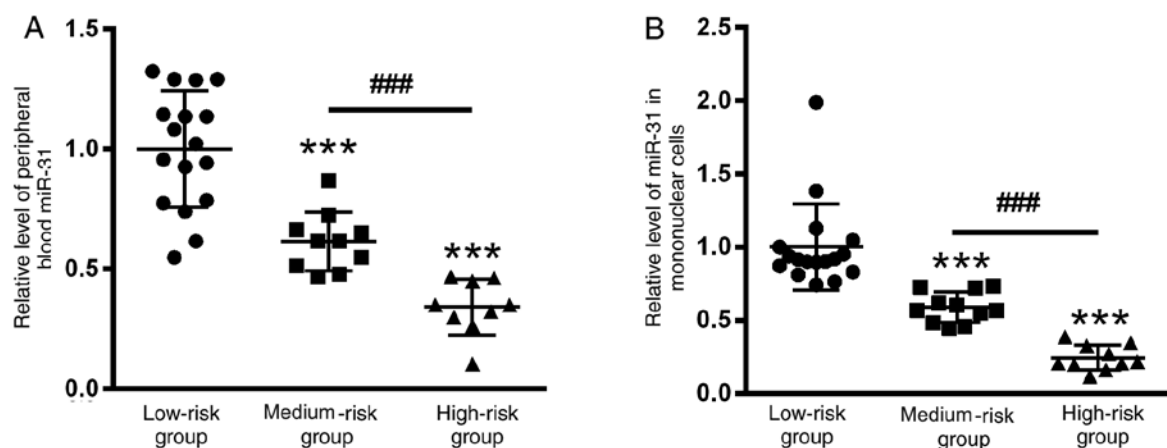 A
Relative level of peripheral
blood miR-31
1.5
1.0
0.5
0.0
***
***
###
Low-risk
group
Medium-risk
group
High-risk
group
B
Relative level of miR-31 in
mononuclear cells
2.5
2.0
1.5
1.0
0.5
0.0
***
***
###
Low-risk
group
Medium-risk
group
High-risk
group